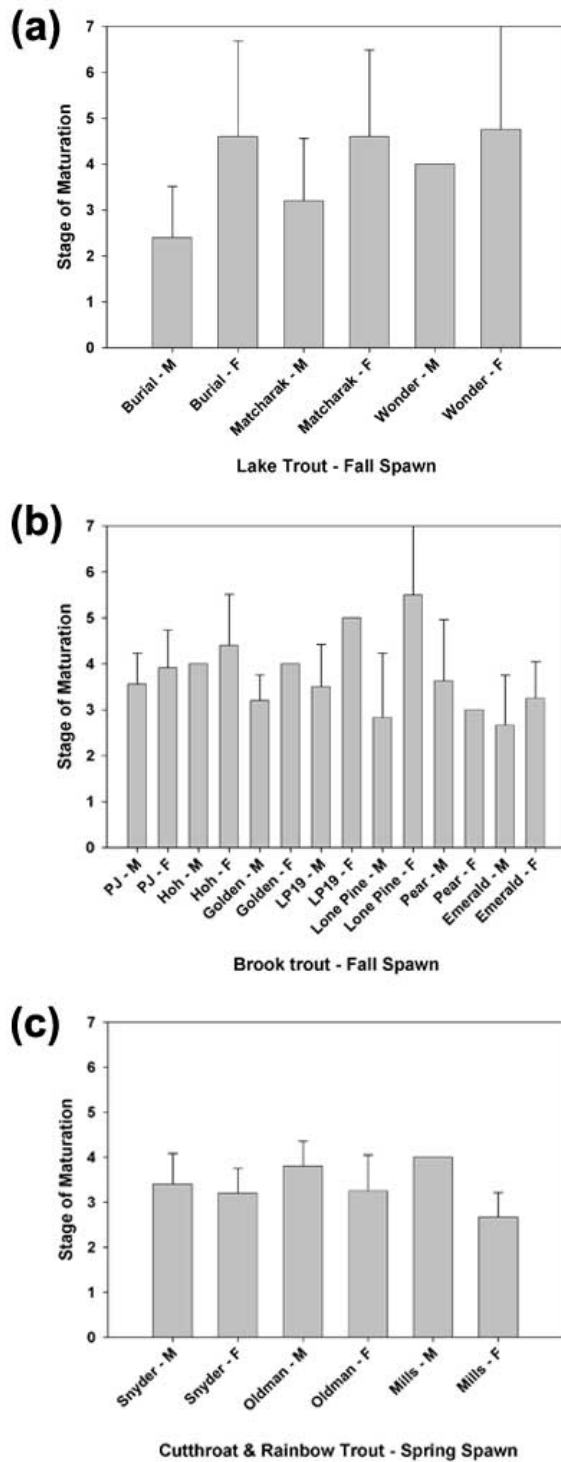 (a)
7
6
5
4
3
2
1
0
Stage of Maturation
Burial - M
Burial - F
Matcharak - M
Matcharak - F
Wonder - M
Wonder - F
Lake Trout - Fall Spawn
(b)
7
6
5
4
3
2
1
0
Stage of Maturation
PJ - M
PJ - F
Hoh - M
Hoh - F
Golden - M
Golden - F
LP19 - M
LP19 - F
Lone Pine - M
Lone Pine - F
Pear - M
Pear - F
Emerald - M
Emerald - F
Brook trout - Fall Spawn
(c)
7
6
5
4
3
2
1
0
Stage of Maturation
Snyder - M
Snyder - F
Oldman - M
Oldman - F
Mills - M
Mills - F
Cutthroat & Rainbow Trout - Spring Spawn